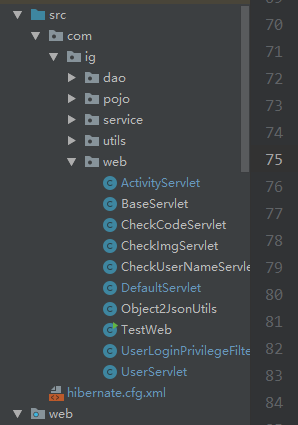 src
com
ig
dao
pojo
service
utils
web
ActivityServlet
BaseServlet
CheckCodeServlet
CheckImgServlet
CheckUserNameServle
DefaultServlet
Object2JsonUtils
TestWeb
UserLoginPrivilegeFilte
UserServlet
hibernate.cfg.xml
web
70
71
72
73
74
75
76
77
78
79
80
81
82
83
84